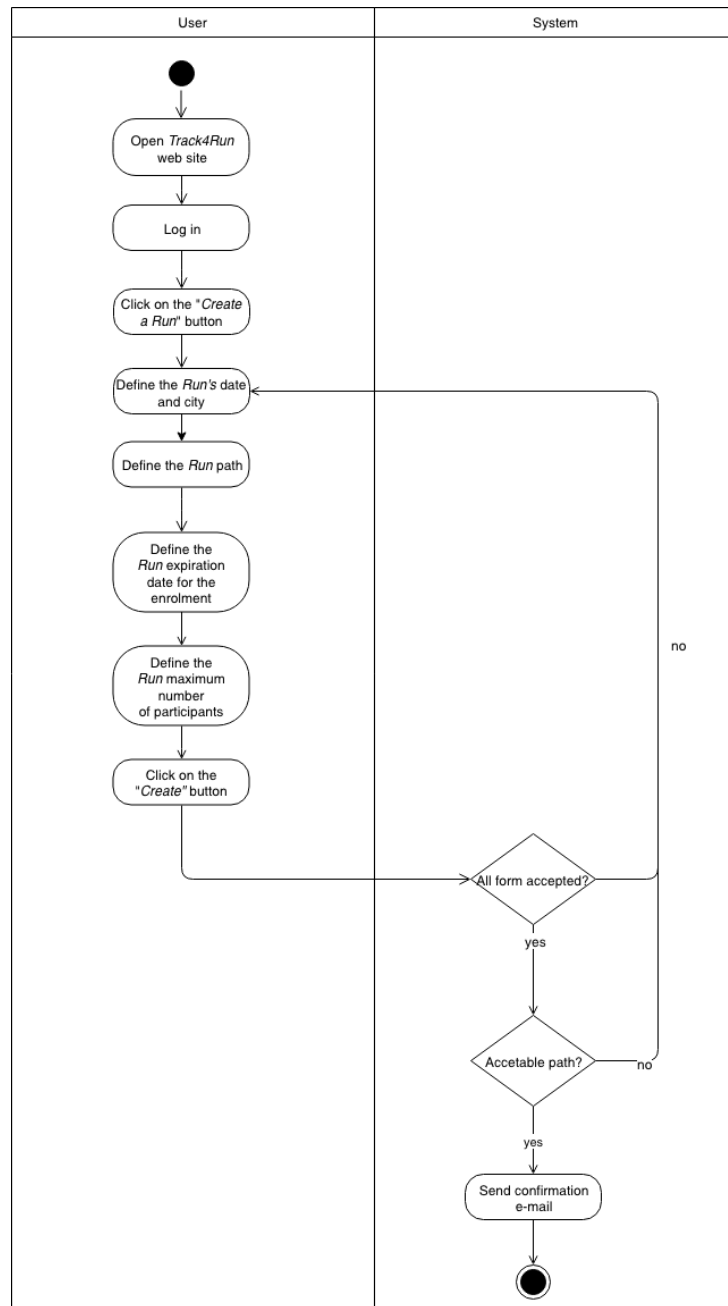 User
System
Open Track4Run
web site
Log in
Click on the "Create
a Run" button
Define the Run's date
and city
Define the Run path
Define the
Run expiration
date for the
enrolment
no
Define the
Run maximum
number
of participants
Click on the
“Create” button
All form accepted?
yes
Accetable path?
no
yes
Send confirmation
e-mail